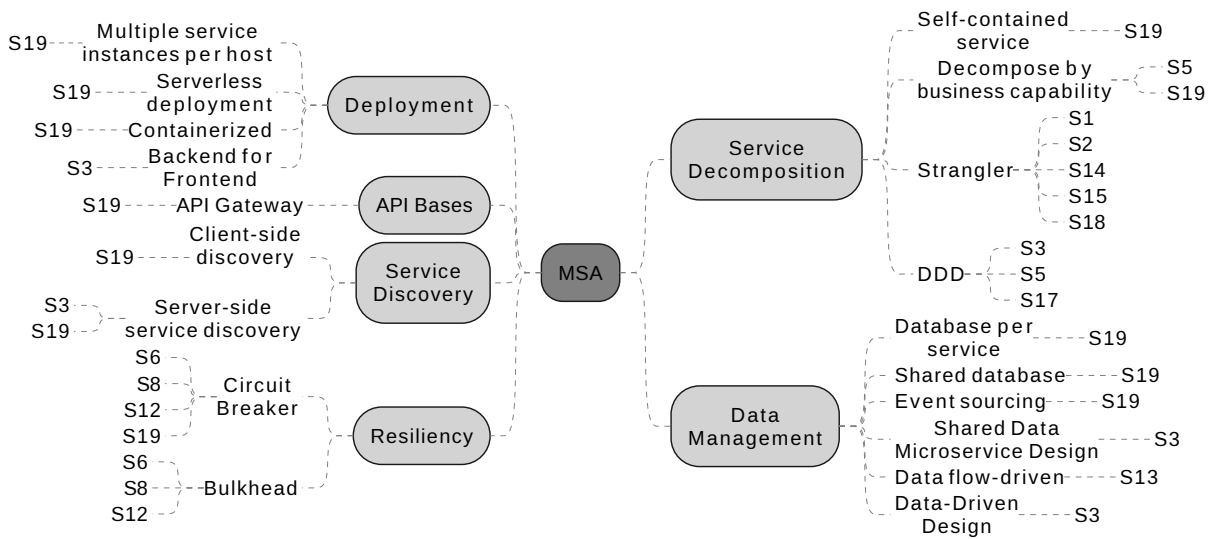 Multiple service
instances per host
S19
Serverless
deployment
S19
Containerized
S19
Backend for
Frontend
S3
Deployment
API Gateway
S19
API Bases
Client-side
discovery
S19
Server-side
service discovery
S3
S19
Service
Discovery
Circuit
Breaker
S6
S8
S12
S19
Bulkhead
S6
S8
S12
Resiliency
MSA
Service
Decomposition
Self-contained
service
S19
Decompose by
business capability
S5
S19
Strangler
S1
S2
S14
S15
S18
DDD
S3
S5
S17
Data
Management
Database per
service
S19
Shared database
S19
Event sourcing
S19
Shared Data
Microservice Design
S3
Data flow-driven
S13
Data-Driven
Design
S3